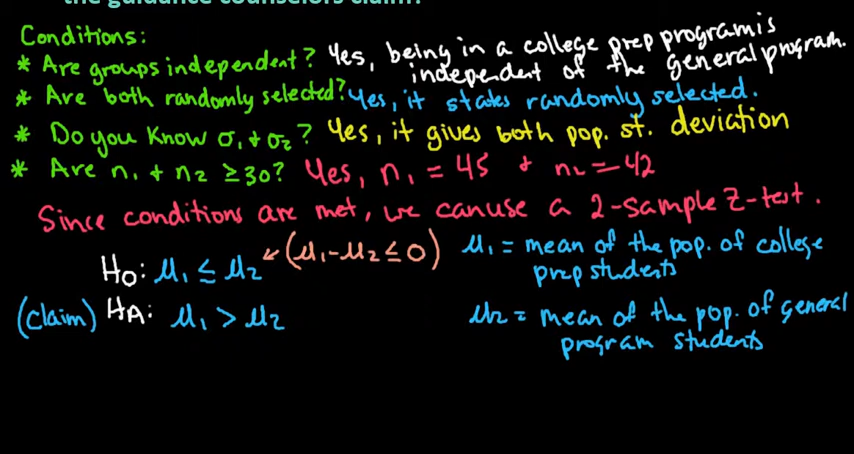 the guidance counselors claim?
Conditions:
* Are groups independent? Yes, being in a college prep program is
independent of the general program.
* Are both randomly selected? Yes, it states randomly selected.
* Do you know σ₁ + σ₂? Yes, it gives both pop. st. deviation
* Are n₁ + n₂ ≥30? Yes, n₁ = 45 + n₂ = 42
Since conditions are met, we can use a 2-sample Z-test.
H₀: μ₁ ≤ μ₂ ↙ (μ₁-μ₂ ≤ 0) μ₁ = mean of the pop. of college
prep students
(claim) HA: μ₁ > μ₂ μ₂ = mean of the pop. of general
program students